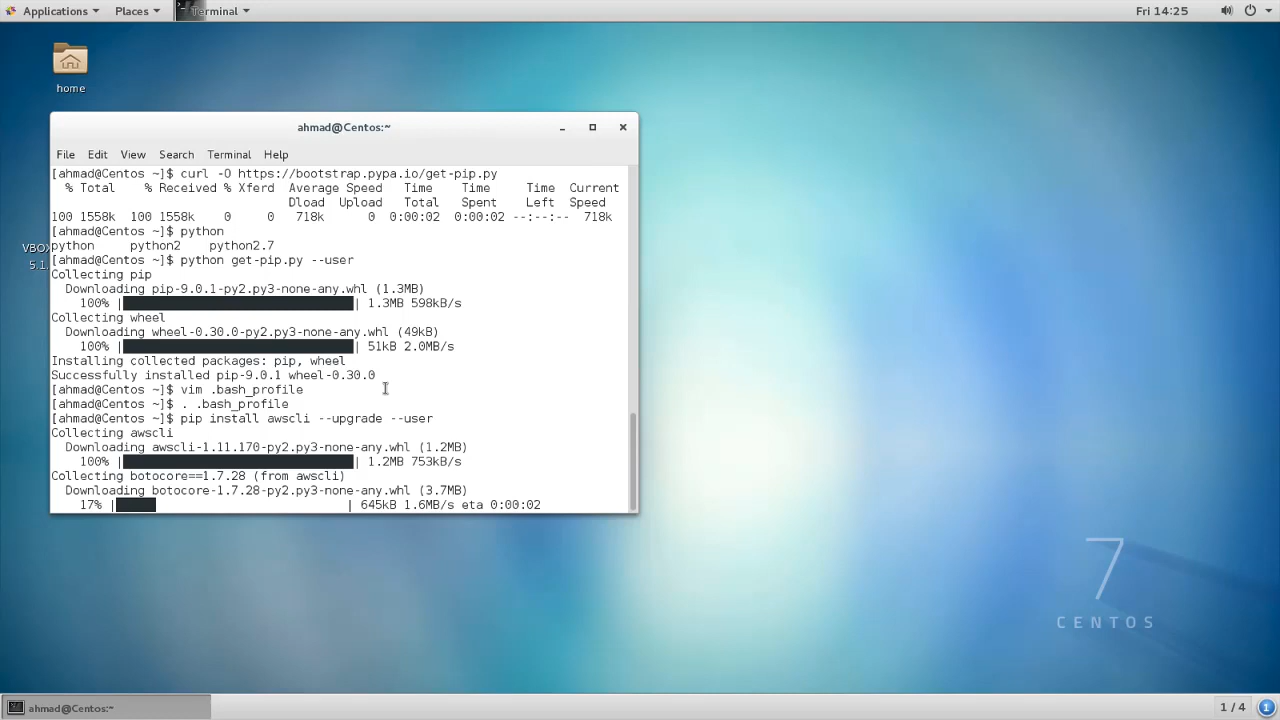 Applications Places Terminal Fri 14:25
home
ahmad@Centos:~
File Edit View Search Terminal Help
[ahmad@Centos ~]$ curl -O https://bootstrap.pypa.io/get-pip.py
% Total % Received % Xferd Average Speed Time Time Time Current
Dload Upload Total Spent Left Speed
100 1558k 100 1558k 0 0 718k 0 0:00:02 0:00:02 --:--:-- 718k
[ahmad@Centos ~]$ python
python python2 python2.7
VBOX
[ahmad@Centos ~]$ python get-pip.py --user
5.1.
Collecting pip
Downloading pip-9.0.1-py2.py3-none-any.whl (1.3MB)
100% | | 1.3MB 598kB/s
Collecting wheel
Downloading wheel-0.30.0-py2.py3-none-any.whl (49kB)
100% | | 51kB 2.0MB/s
Installing collected packages: pip, wheel
Successfully installed pip-9.0.1 wheel-0.30.0
[ahmad@Centos ~]$ vim .bash_profile
[ahmad@Centos ~]$ . .bash_profile
[ahmad@Centos ~]$ pip install awscli --upgrade --user
Collecting awscli
Downloading awscli-1.11.170-py2.py3-none-any.whl (1.2MB)
100% | | 1.2MB 753kB/s
Collecting botocore==1.7.28 (from awscli)
Downloading botocore-1.7.28-py2.py3-none-any.whl (3.7MB)
17% | | 645kB 1.6MB/s eta 0:00:02
7
CENTOS
ahmad@Centos:~ 1 / 4 1